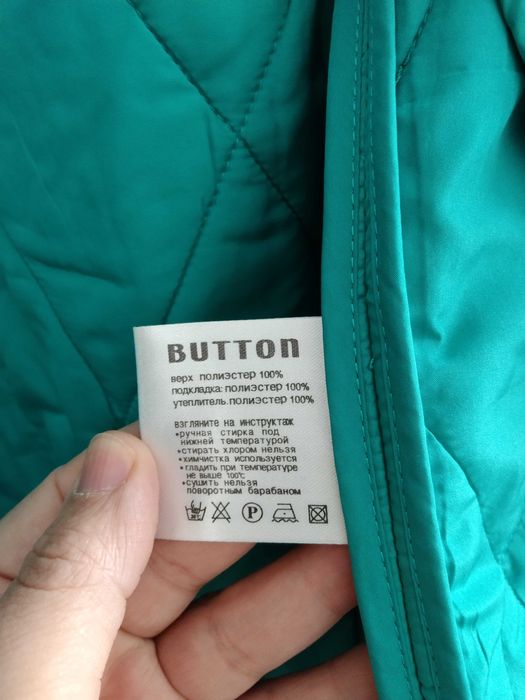 BUTTON
верх полиэстер 100%
подкладка: полиэстер 100%
утеплитель. полиэстер 100%
взгляните на инструктаж
•ручная стирка под
нижней температурой
•стирать хлором нельзя
•химчистка используется
•гладить при температуре
не выше 100℃
•сушить нельзя
поворотным барабаном
P